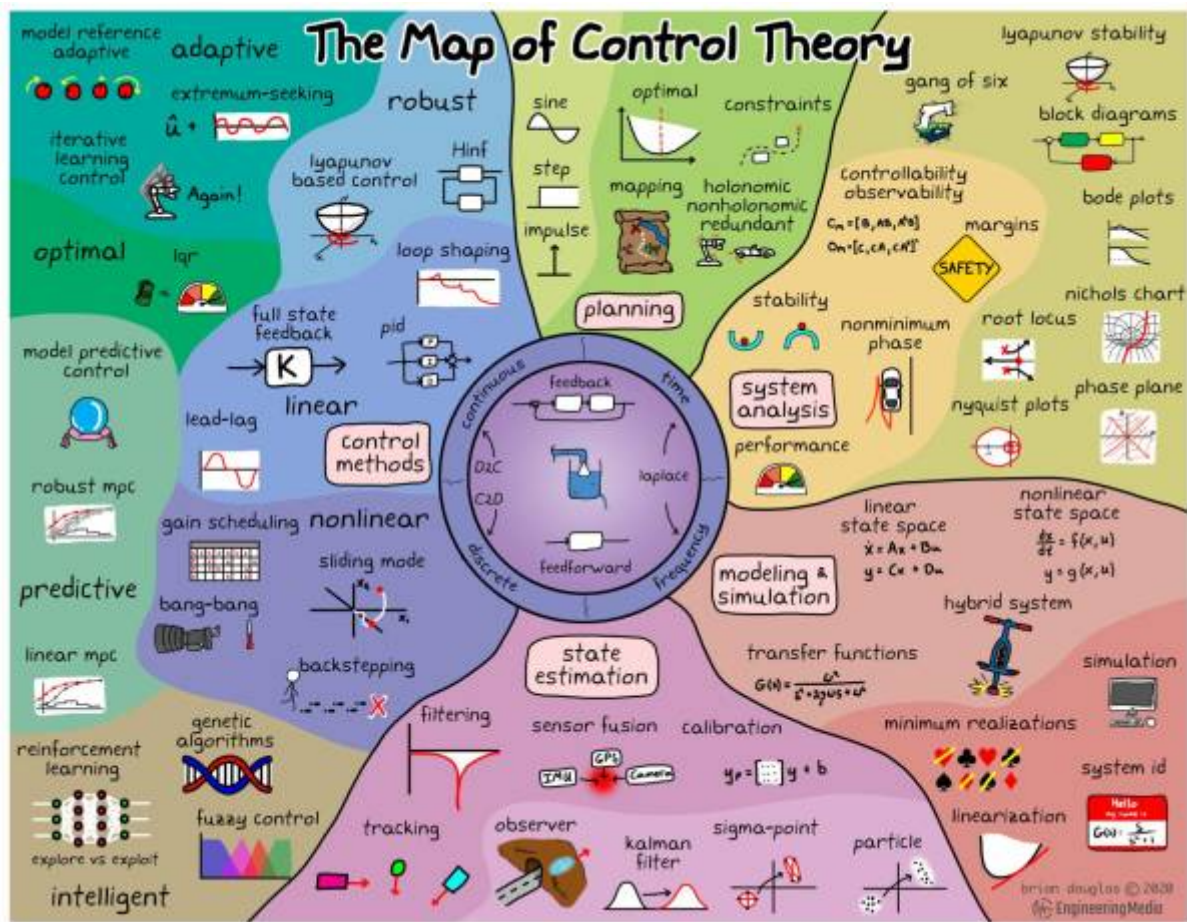 The Map of Control Theory
model reference
adaptive
adaptive
extremum-seeking
û +
iterative
learning
control
Again!
robust
lyapunov
based control
Hinf
loop shaping
optimal
lqr
full state
feedback
K
pid
linear
lead-lag
control
methods
model predictive
control
robust mpc
predictive
linear mpc
gain scheduling
nonlinear
sliding mode
bang-bang
backstepping
X
reinforcement
learning
explore vs exploit
genetic
algorithms
fuzzy control
intelligent
sine
step
impulse
optimal
constraints
mapping
holonomic
nonholonomic
redundant
planning
continuous
time
discrete
frequency
feedback
D2C
C2D
laplace
feedforward
lyapunov stability
gang of six
block diagrams
controllability
observability
margins
SAFETY
bode plots
stability
nonminimum
phase
root locus
nichols chart
system
analysis
nyquist plots
phase plane
performance
modeling &
simulation
linear
state space
ẋ = Ax + Bu
y = Cx + Du
nonlinear
state space
dx/dt = f(x, u)
y = g(x, u)
hybrid system
transfer functions
simulation
minimum realizations
system id
Hello
linearization
state
estimation
filtering
sensor fusion
IMU
GPS
Camera
calibration
tracking
observer
kalman
filter
sigma-point
particle
brian douglas © 2020
EngineeringMedia